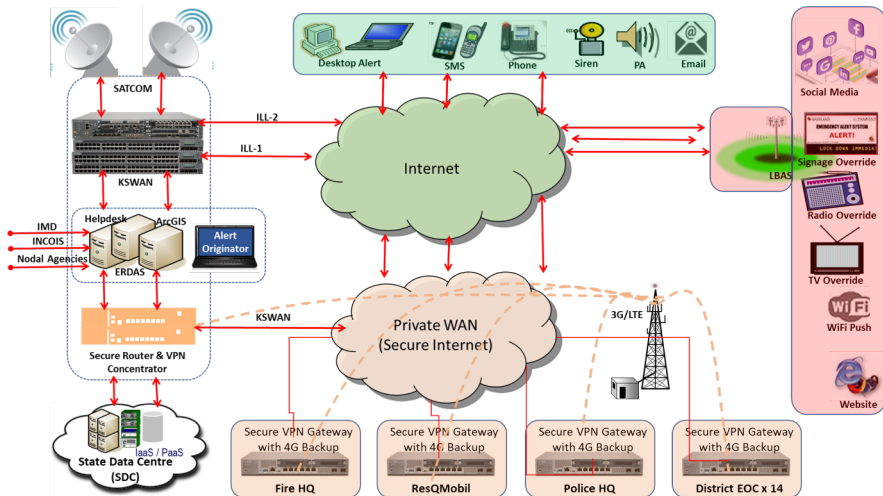 Desktop Alert
SMS
Phone
Siren
PA
Email
SATCOM
KSWAN
ILL-2
ILL-1
Internet
LBAS
Social Media
EMERGENCY ALERT SYSTEM
ALERT!
LOCK DOWN IMMEDIA
Signage Override
Radio Override
TV Override
WiFi
WiFi Push
Website
IMD
INCOIS
Nodal Agencies
Helpdesk
ArcGIS
ERDAS
Alert
Originator
KSWAN
Secure Router & VPN
Concentrator
Private WAN
(Secure Internet)
3G/LTE
IaaS / PaaS
State Data Centre
(SDC)
Secure VPN Gateway
with 4G Backup
Fire HQ
Secure VPN Gateway
with 4G Backup
ResQMobil
Secure VPN Gateway
with 4G Backup
Police HQ
Secure VPN Gateway
with 4G Backup
District EOC x 14